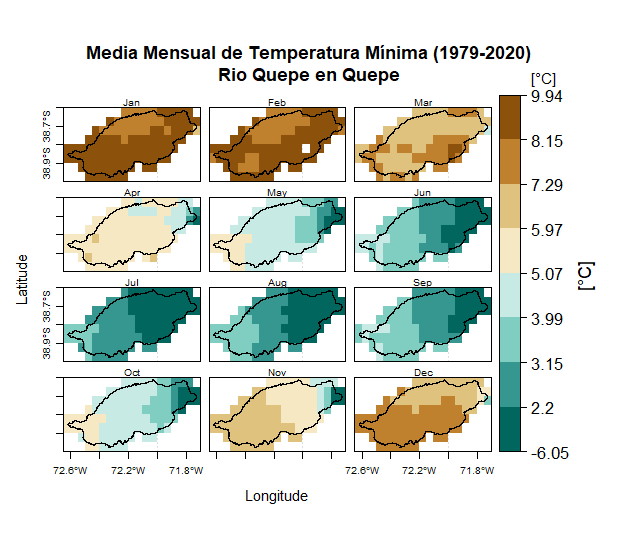 Media Mensual de Temperatura Mínima (1979-2020)
Rio Quepe en Quepe
[°C]
Jan
Feb
Mar
38.7°S
38.9°S
9.94
8.15
7.29
5.97
5.07
3.99
3.15
2.2
-6.05
[°C]
Apr
May
Jun
Latitude
Jul
Aug
Sep
38.7°S
38.9°S
Oct
Nov
Dec
72.6°W
72.2°W
71.8°W
72.6°W
72.2°W
71.8°W
Longitude